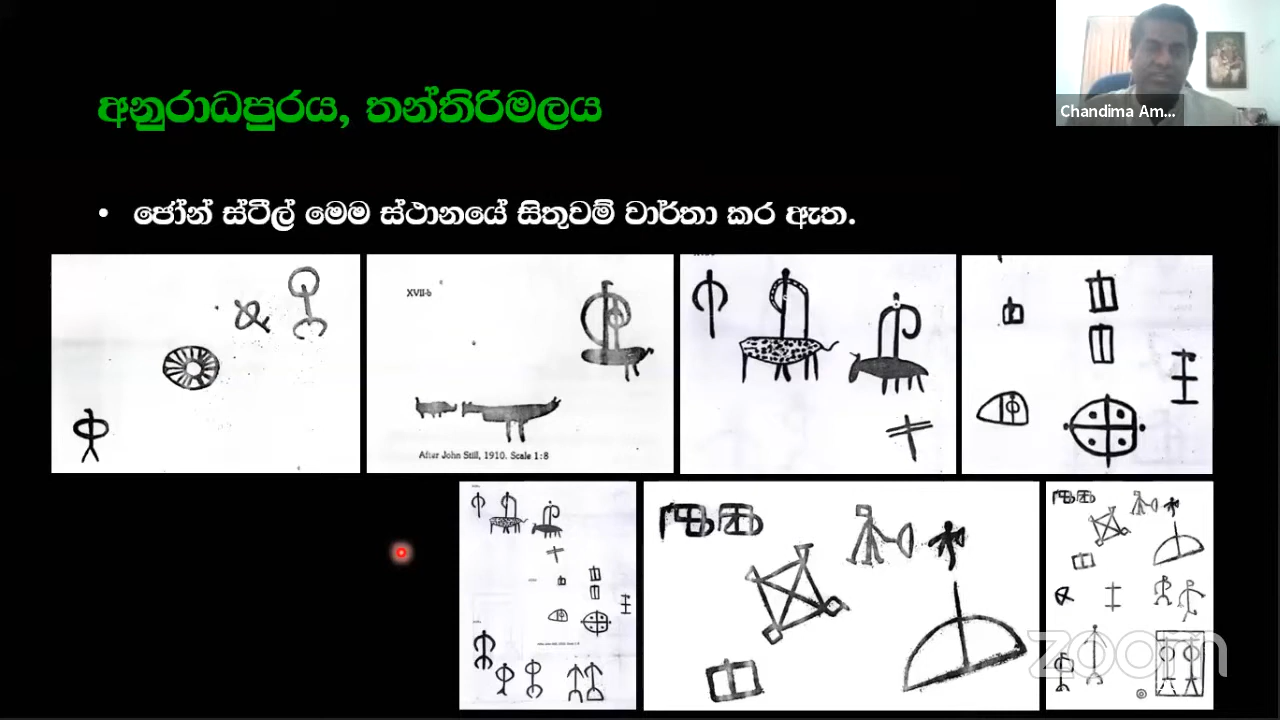 Chandima Am...
අනුරාධපුරය, තන්තිරිමලය
• ජෝන් ස්ටීල් මෙම ස්ථානයේ සිතුවම් වාර්තා කර ඇත.
XVII-b
After John Still, 1910. Scale 1:8
zoom